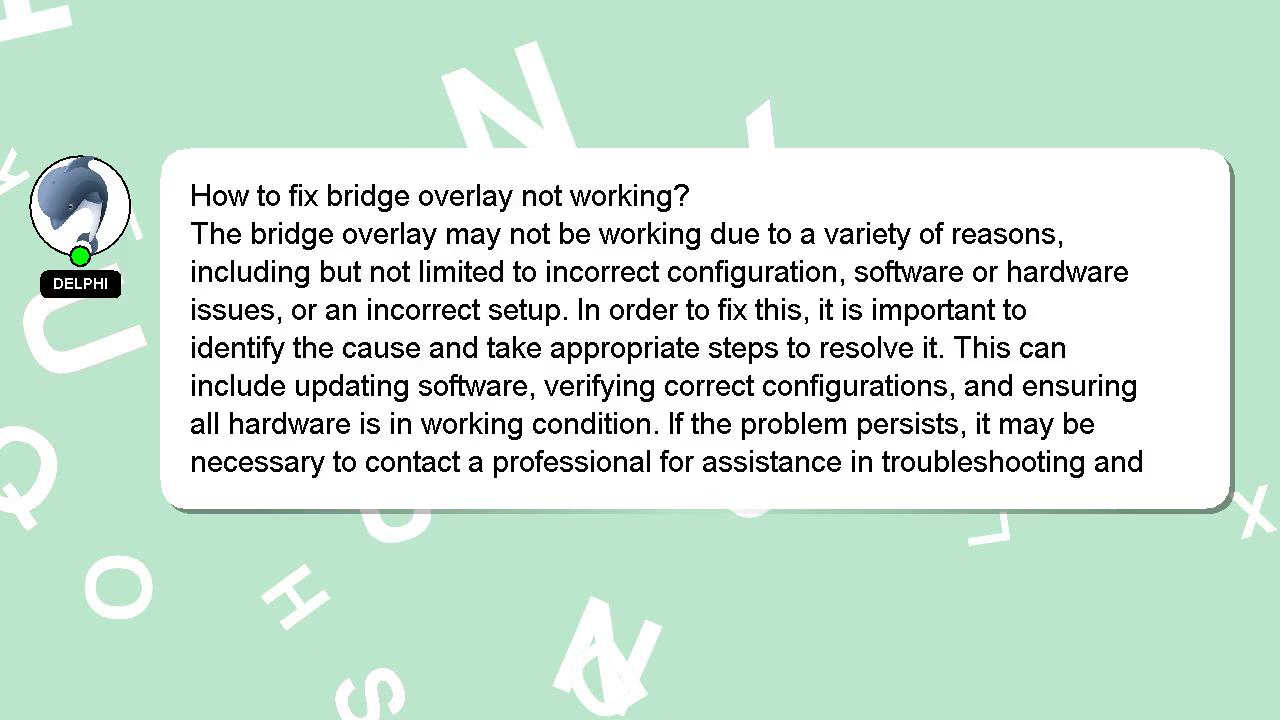 How to fix bridge overlay not working?
The bridge overlay may not be working due to a variety of reasons,
including but not limited to incorrect configuration, software or hardware
issues, or an incorrect setup. In order to fix this, it is important to
identify the cause and take appropriate steps to resolve it. This can
include updating software, verifying correct configurations, and ensuring
all hardware is in working condition. If the problem persists, it may be
necessary to contact a professional for assistance in troubleshooting and
DELPHI